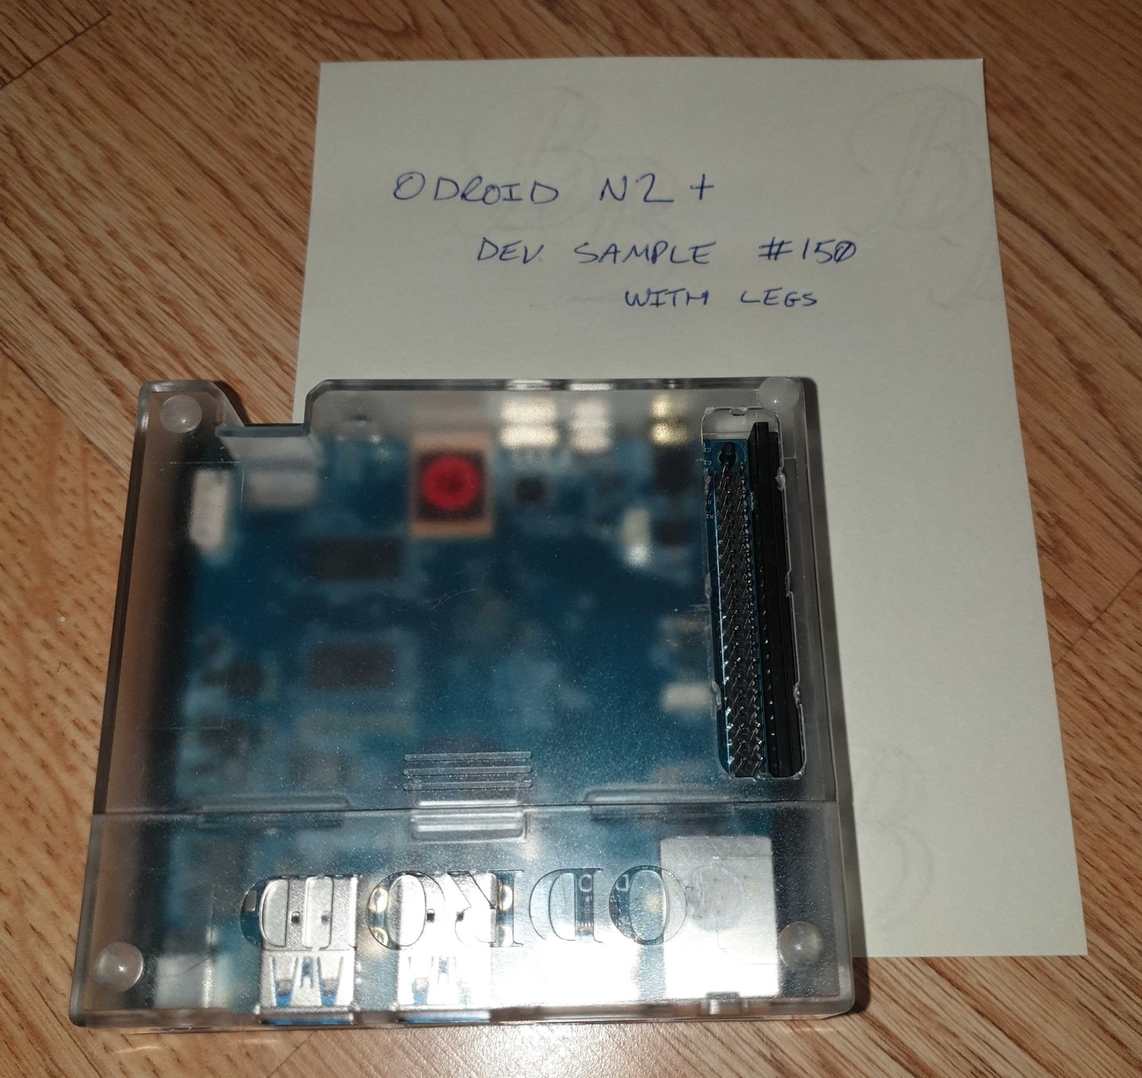 ODROID N2+
DEV. SAMPLE #150
WITH LEGS
ODROID